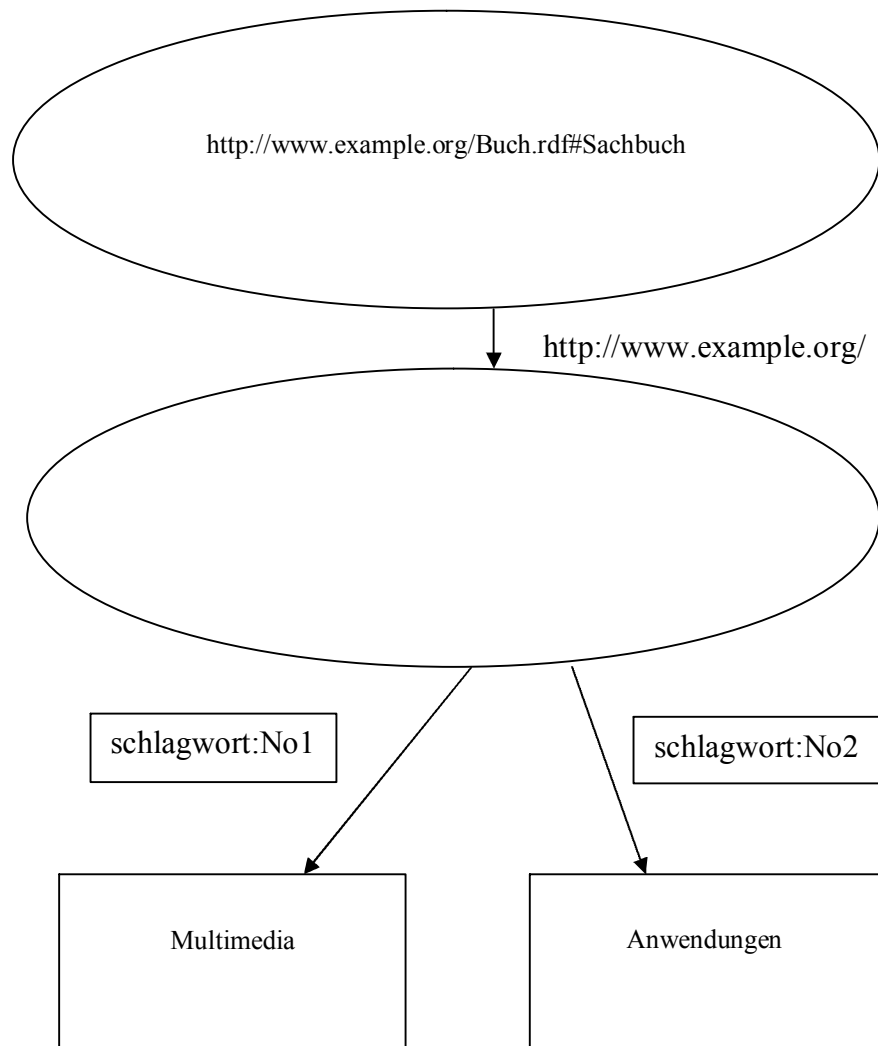 http://www.example.org/Buch.rdf#Sachbuch
http://www.example.org/
schlagwort:No1
schlagwort:No2
Multimedia
Anwendungen